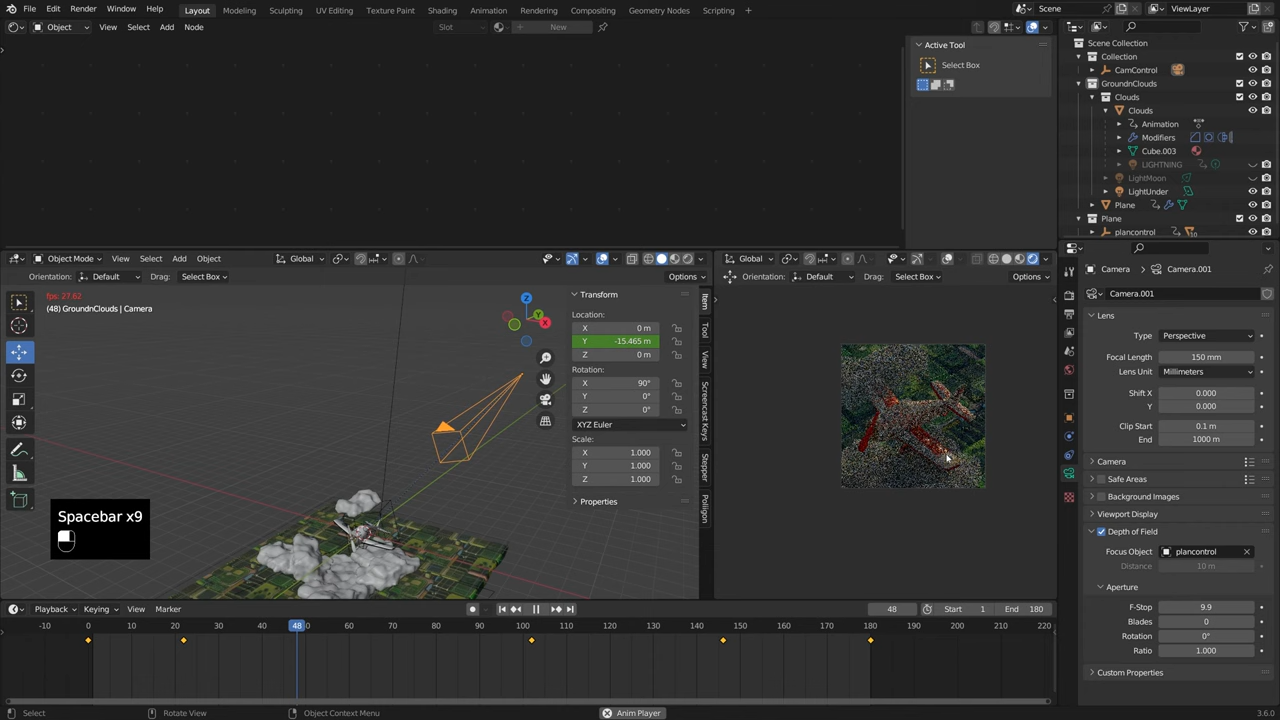 File Edit Render Window Help Layout Modeling Sculpting UV Editing Texture Paint Shading Animation Rendering Compositing Geometry Nodes Scripting Scene ViewLayer
Object View Select Add Node Slot New
Active Tool
Select Box
Scene Collection
Collection
CamControl
GroundnClouds
Clouds
Clouds
Animation
Modifiers
Cube.003
LIGHTNING
LightMoon
LightUnder
Plane
Plane
plancontrol
Object Mode View Select Add Object Global
Orientation: Default Drag: Select Box Options
fps: 27.62
(48) GroundnClouds | Camera
Z
Y
X
Transform
Location:
X 0 m
Y -15.465 m
Z 0 m
Rotation:
X 90°
Y 0°
Z 0°
XYZ Euler
Scale:
X 1.000
Y 1.000
Z 1.000
Properties
Item
Tool
View
Screencast Keys
Stepper
Poliigon
Spacebar x9
Global
Orientation: Default Drag: Select Box Options
Camera Camera.001
Camera.001
Lens
Type Perspective
Focal Length 150 mm
Lens Unit Millimeters
Shift X 0.000
Y 0.000
Clip Start 0.1 m
End 1000 m
Camera
Safe Areas
Background Images
Viewport Display
Depth of Field
Focus Object plancontrol
Distance 10 m
Aperture
F-Stop 9.9
Blades 0
Rotation 0°
Ratio 1.000
Custom Properties
Playback Keying View Marker 48 Start 1 End 180
-10 0 10 20 30 40 48 0 60 70 80 90 100 110 120 130 140 150 160 170 180 190 200 210 220
Select Rotate View Object Context Menu Anim Player 3.6.0